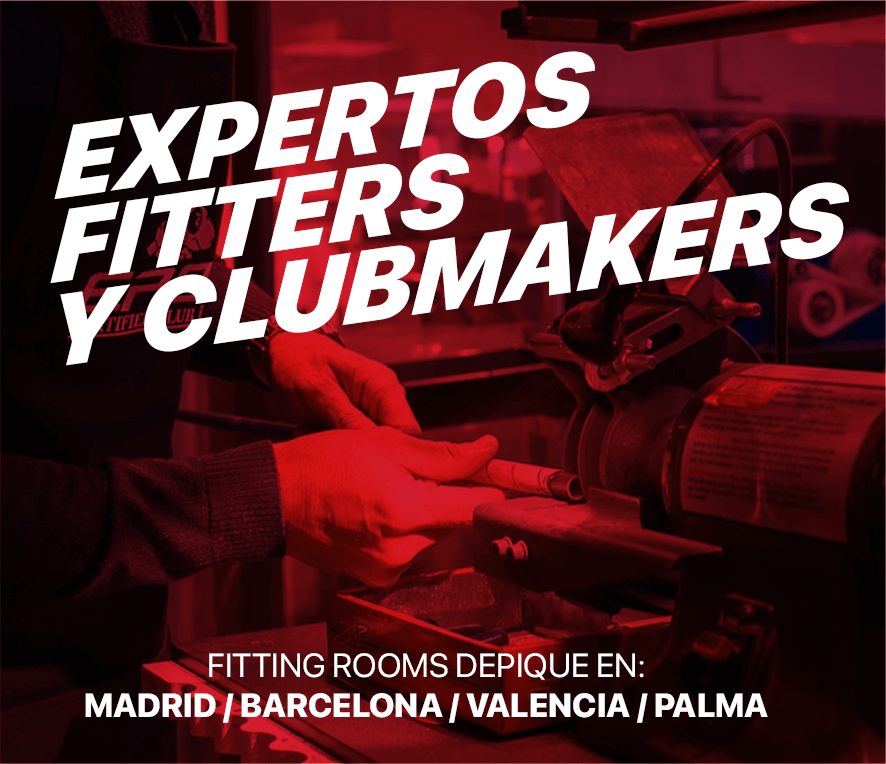 EXPERTOS
FITTERS
Y CLUBMAKERS
FITTING ROOMS DEPIQUE EN:
MADRID / BARCELONA / VALENCIA / PALMA